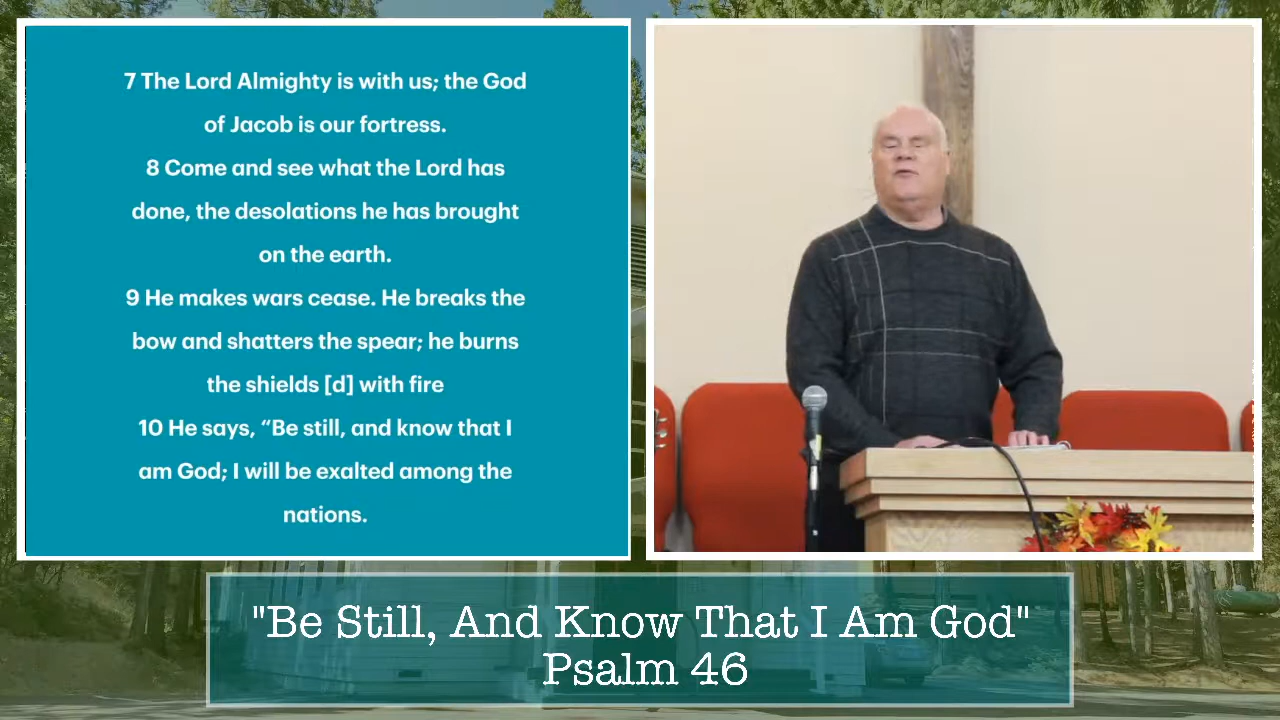 7 The Lord Almighty is with us; the God
of Jacob is our fortress.
8 Come and see what the Lord has
done, the desolations he has brought
on the earth.
9 He makes wars cease. He breaks the
bow and shatters the spear; he burns
the shields [d] with fire
10 He says, “Be still, and know that I
am God; I will be exalted among the
nations.
"Be Still, And Know That I Am God"
Psalm 46